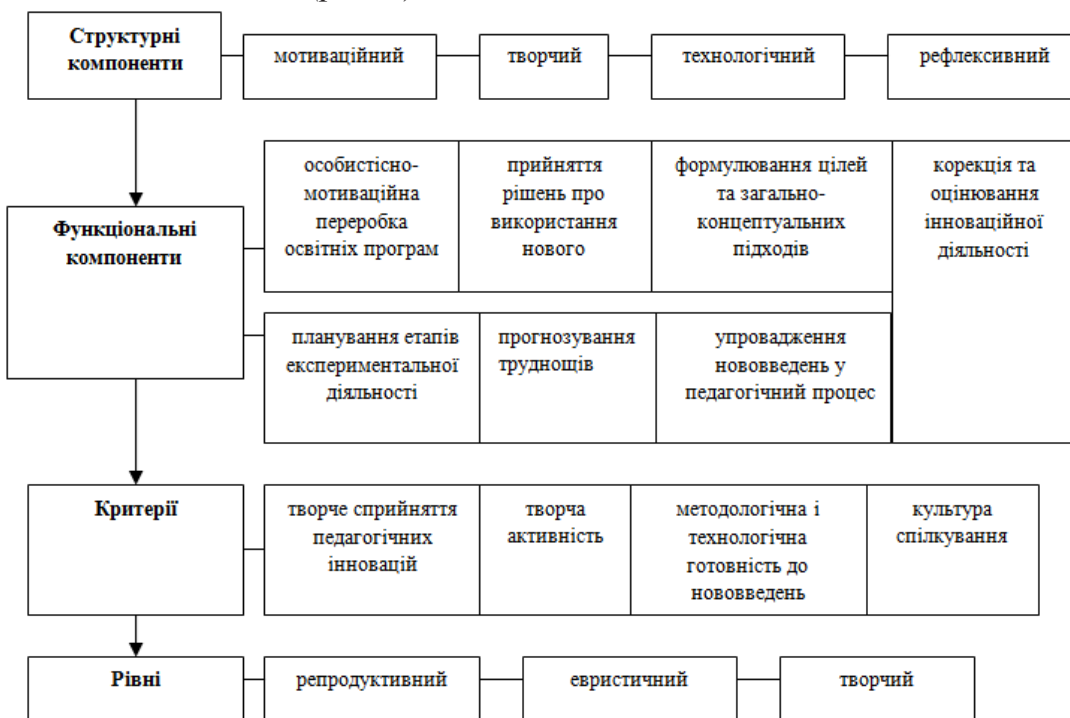 Структурні
компоненти
мотиваційний
творчий
технологічний
рефлексивний
Функціональні
компоненти
особистісно-
мотиваційна
переробка
освітніх програм
прийняття
рішень про
використання
нового
формулювання цілей
та загально-
концептуальних
підходів
корекція та
оцінювання
інноваційної
діяльності
планування етапів
експериментальної
діяльності
прогнозування
труднощів
упровадження
нововведень у
педагогічний процес
Критерії
творче сприйняття
педагогічних
інновацій
творча
активність
методологічна і
технологічна
готовність до
нововведень
культура
спілкування
Рівні
репродуктивний
евристичний
творчий